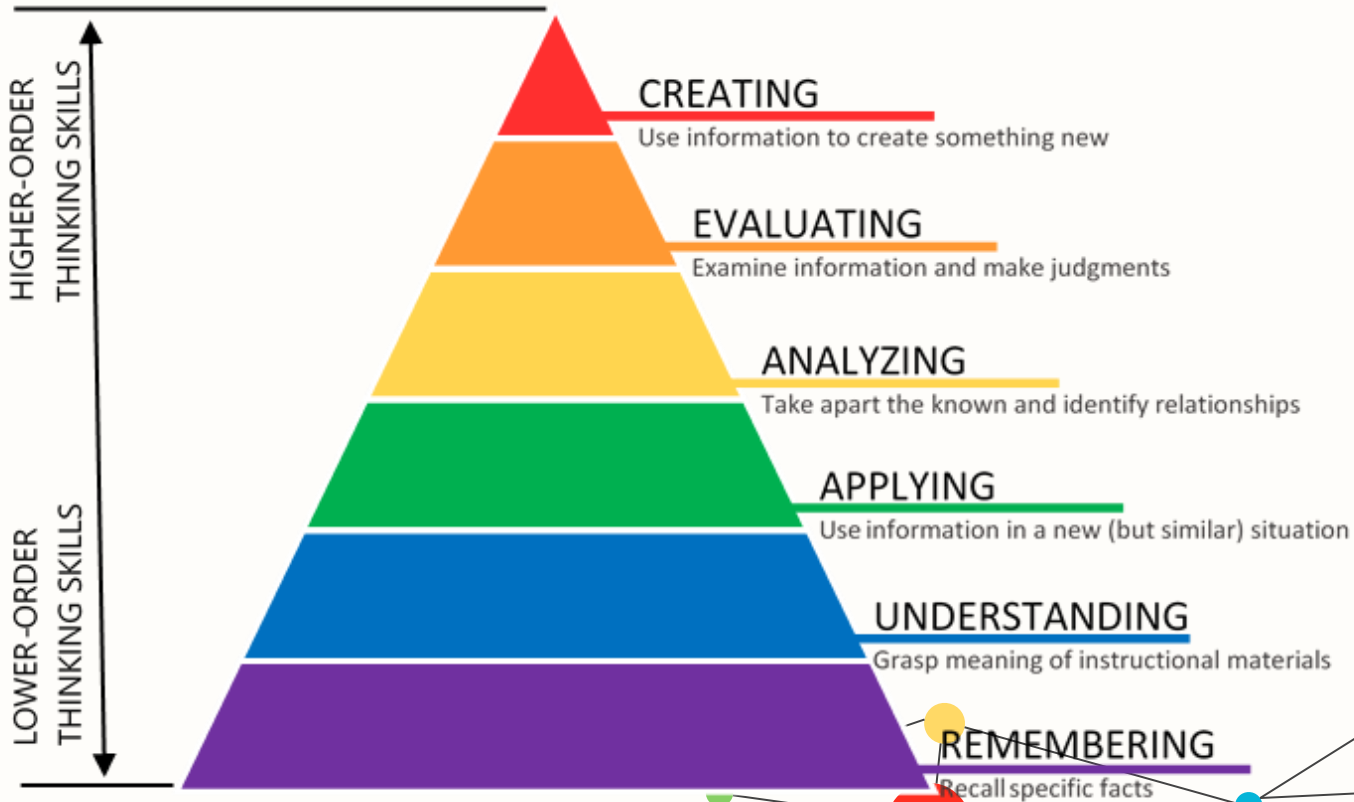 HIGHER-ORDER
THINKING SKILLS
LOWER-ORDER
THINKING SKILLS
CREATING
Use information to create something new
EVALUATING
Examine information and make judgments
ANALYZING
Take apart the known and identify relationships
APPLYING
Use information in a new (but similar) situation
UNDERSTANDING
Grasp meaning of instructional materials
REMEMBERING
Recall specific facts